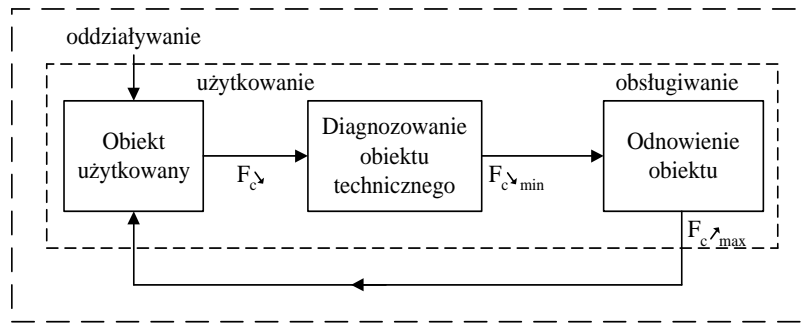 oddziaływanie
użytkowanie
obsługiwanie
Obiekt
użytkowany
F_c↘
Diagnozowanie
obiektu
technicznego
F_c↘min
Odnowienie
obiektu
F_c↗max